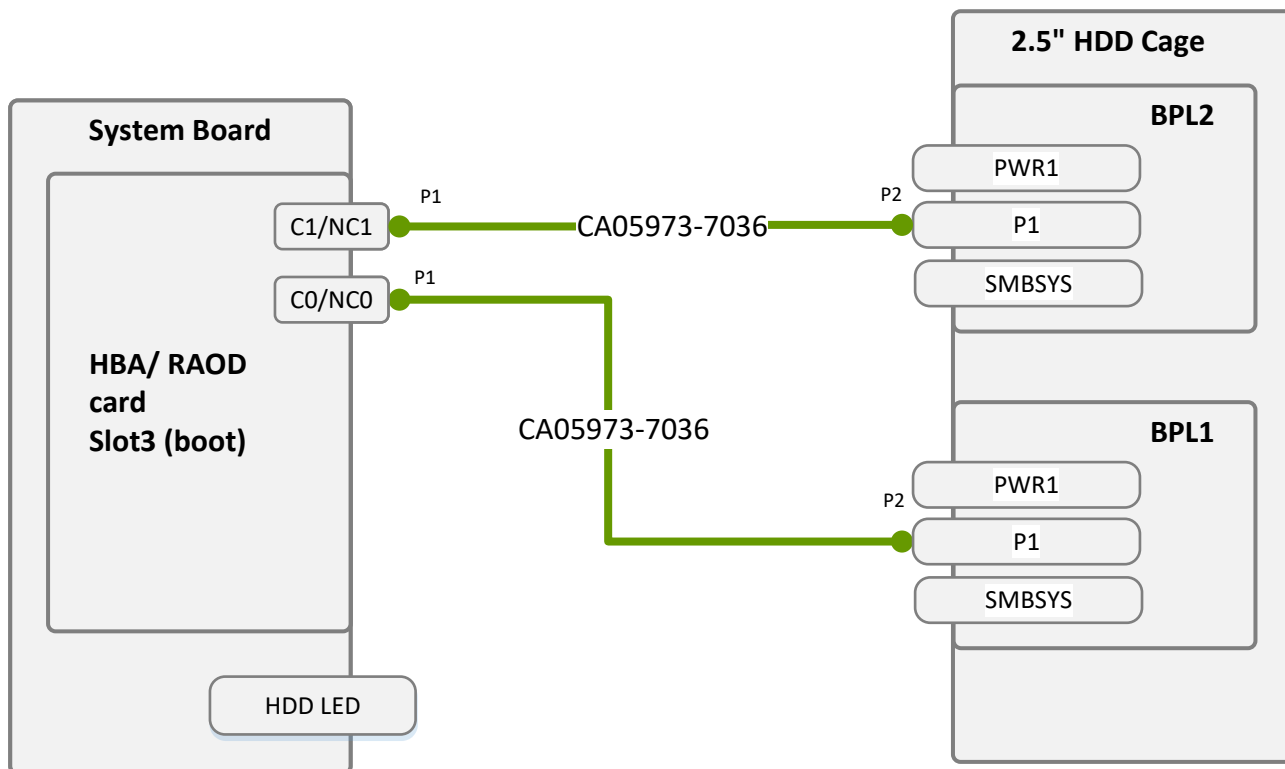 2.5" HDD Cage
System Board
BPL2
PWR1
P1
P2
C1/NC1
CA05973-7036
P1
P1
C0/NC0
SMBSYS
HBA/ RAOD
card
Slot3 (boot)
CA05973-7036
BPL1
PWR1
P2
P1
SMBSYS
HDD LED